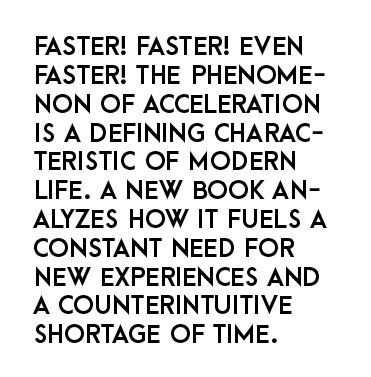 FASTER! FASTER! EVEN
FASTER! THE PHENOME-
NON OF ACCELERATION
IS A DEFINING CHARAC-
TERISTIC OF MODERN
LIFE. A NEW BOOK AN-
ALYZES HOW IT FUELS A
CONSTANT NEED FOR
NEW EXPERIENCES AND
A COUNTERINTUITIVE
SHORTAGE OF TIME.